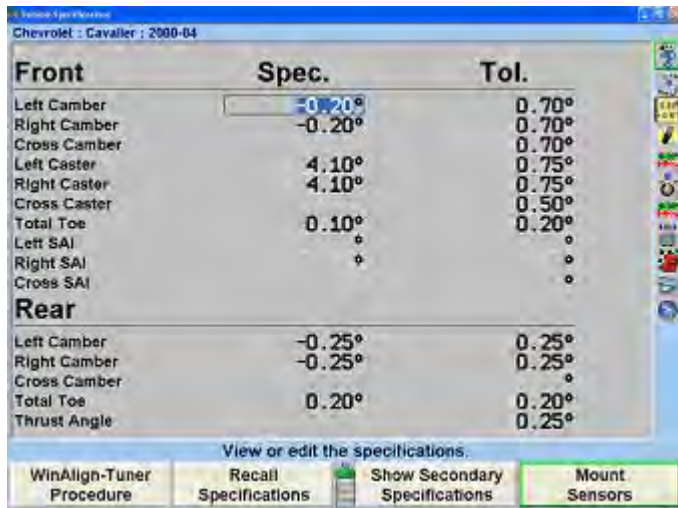 Vehicle Specifications
Chevrolet : Cavalier : 2000-04
Front Spec. Tol.
Left Camber -0.20° 0.70°
Right Camber -0.20° 0.70°
Cross Camber 0.70°
Left Caster 4.10° 0.75°
Right Caster 4.10° 0.75°
Cross Caster 0.50°
Total Toe 0.10° 0.20°
Left SAI ° °
Right SAI ° °
Cross SAI °
Rear
Left Camber -0.25° 0.25°
Right Camber -0.25° 0.25°
Cross Camber °
Total Toe 0.20° 0.20°
Thrust Angle 0.25°
View or edit the specifications.
WinAlign-Tuner Procedure
Recall Specifications
Show Secondary Specifications
Mount Sensors